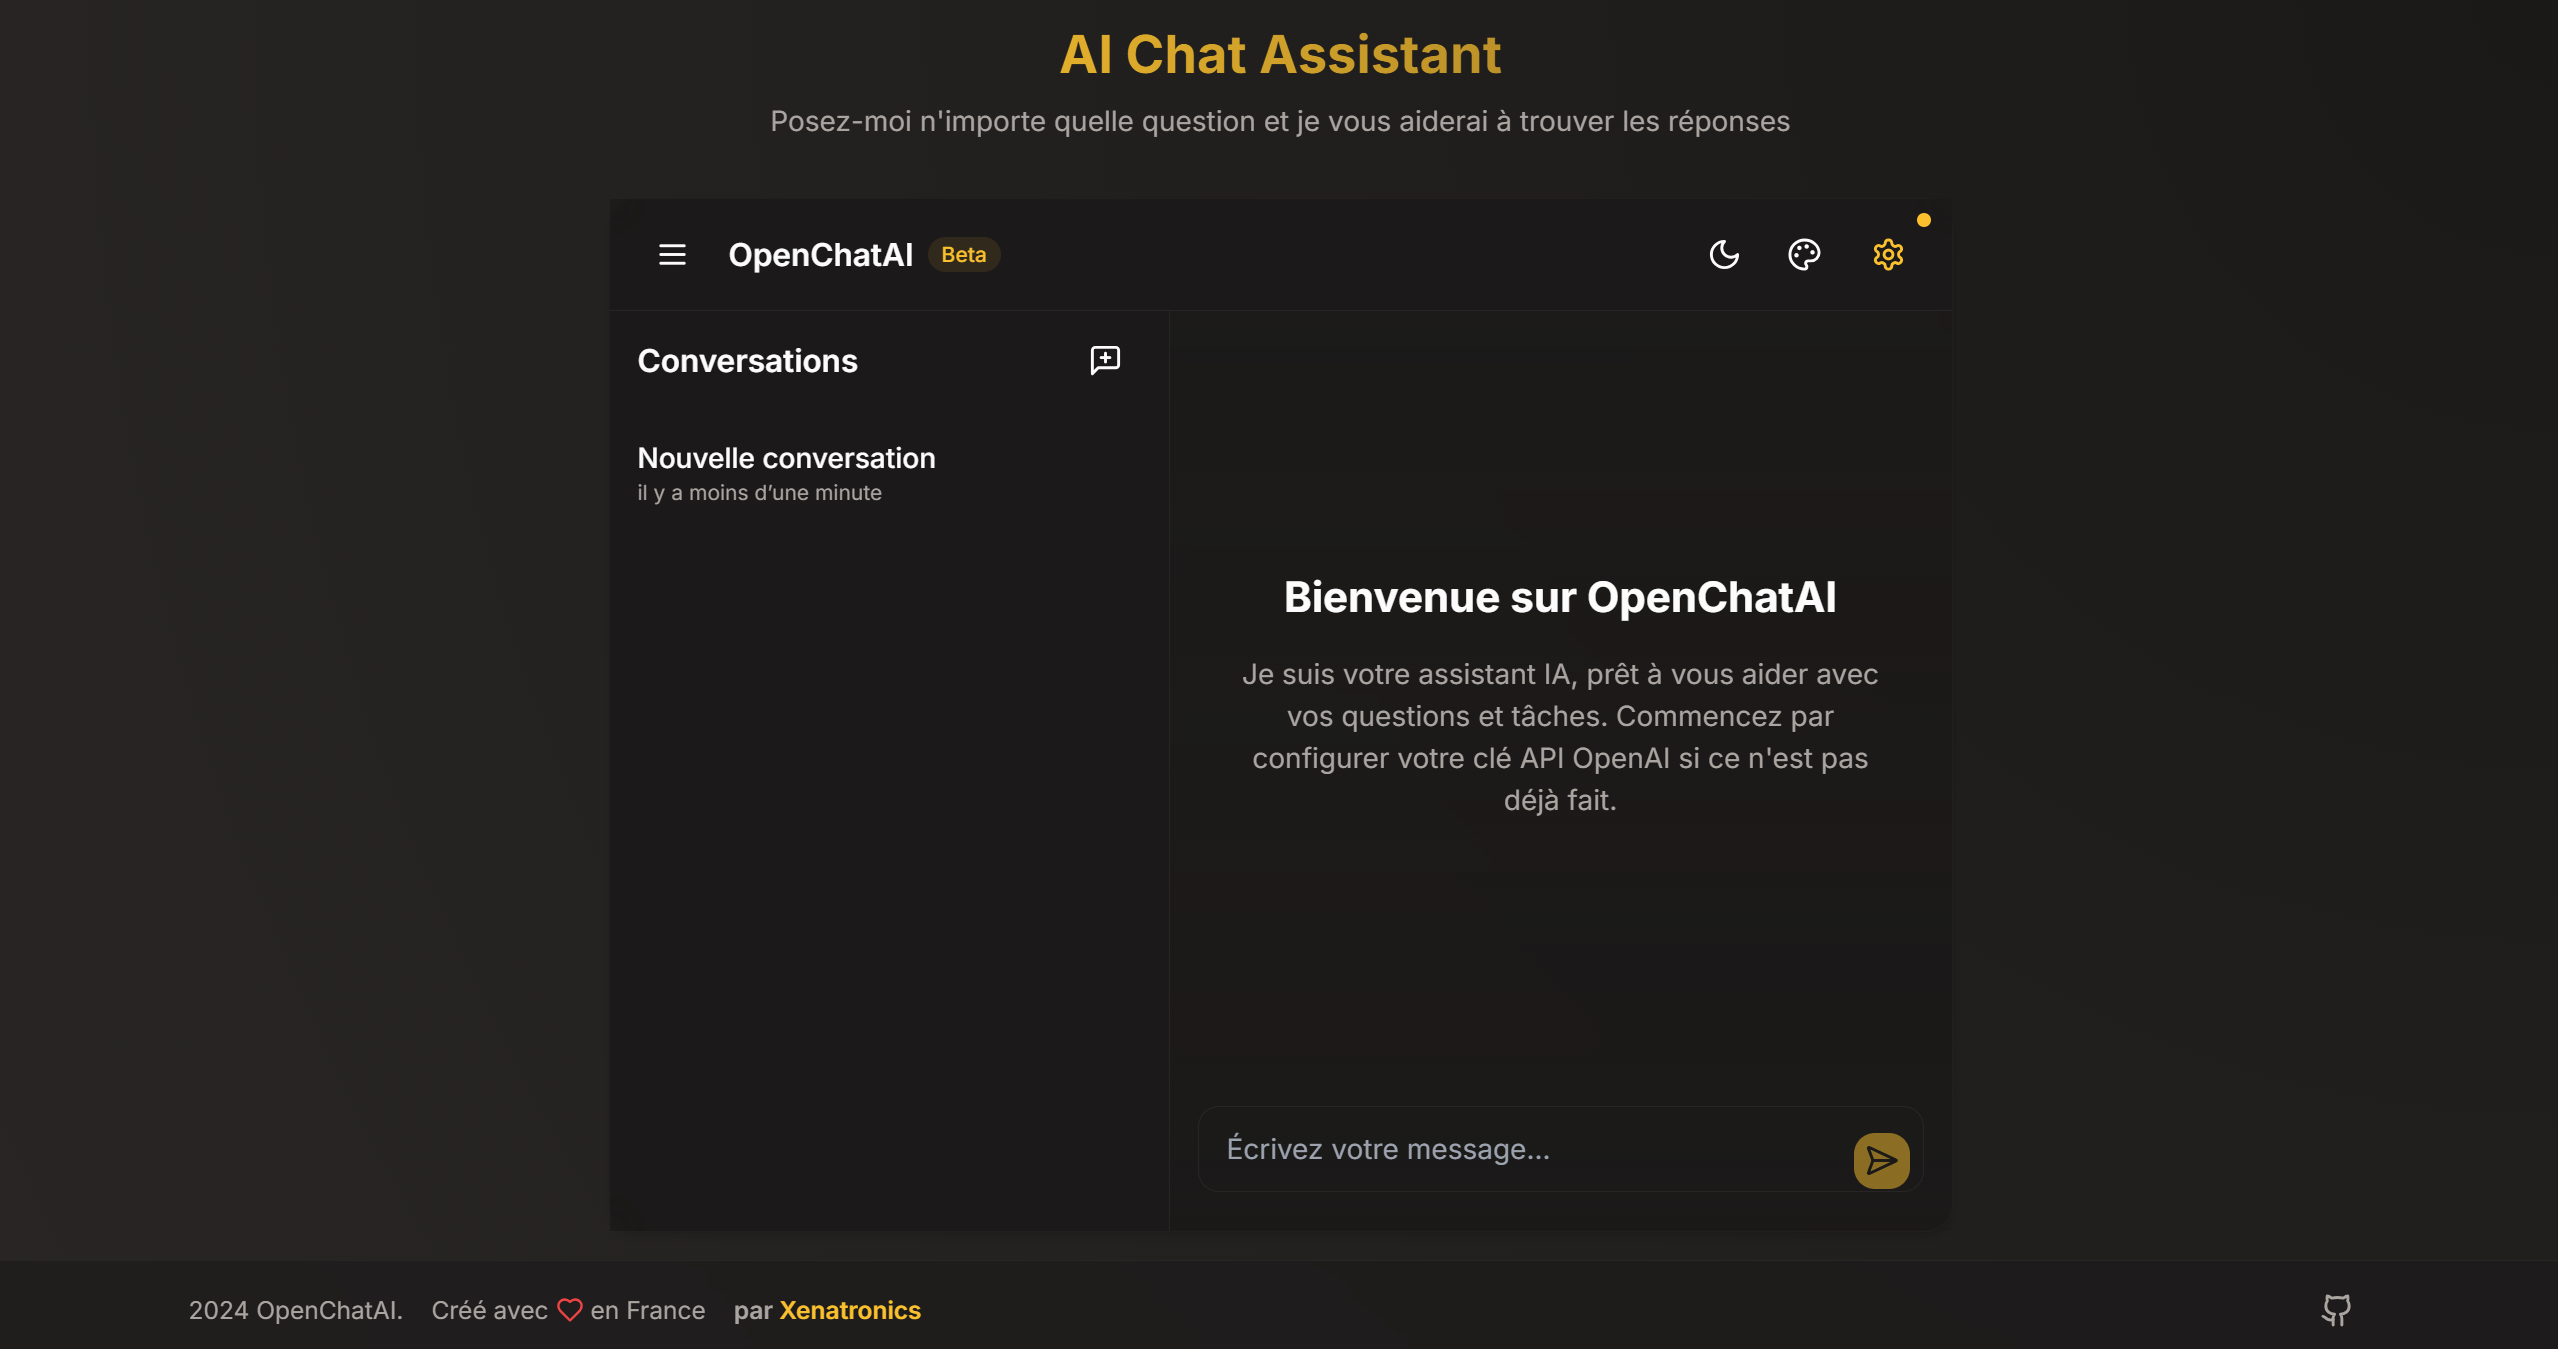 AI Chat Assistant
Posez-moi n'importe quelle question et je vous aiderai à trouver les réponses
OpenChatAI Beta
Conversations
Nouvelle conversation
il y a moins d’une minute
Bienvenue sur OpenChatAI
Je suis votre assistant IA, prêt à vous aider avec
vos questions et tâches. Commencez par
configurer votre clé API OpenAI si ce n'est pas
déjà fait.
Écrivez votre message...
2024 OpenChatAI. Créé avec en France par Xenatronics